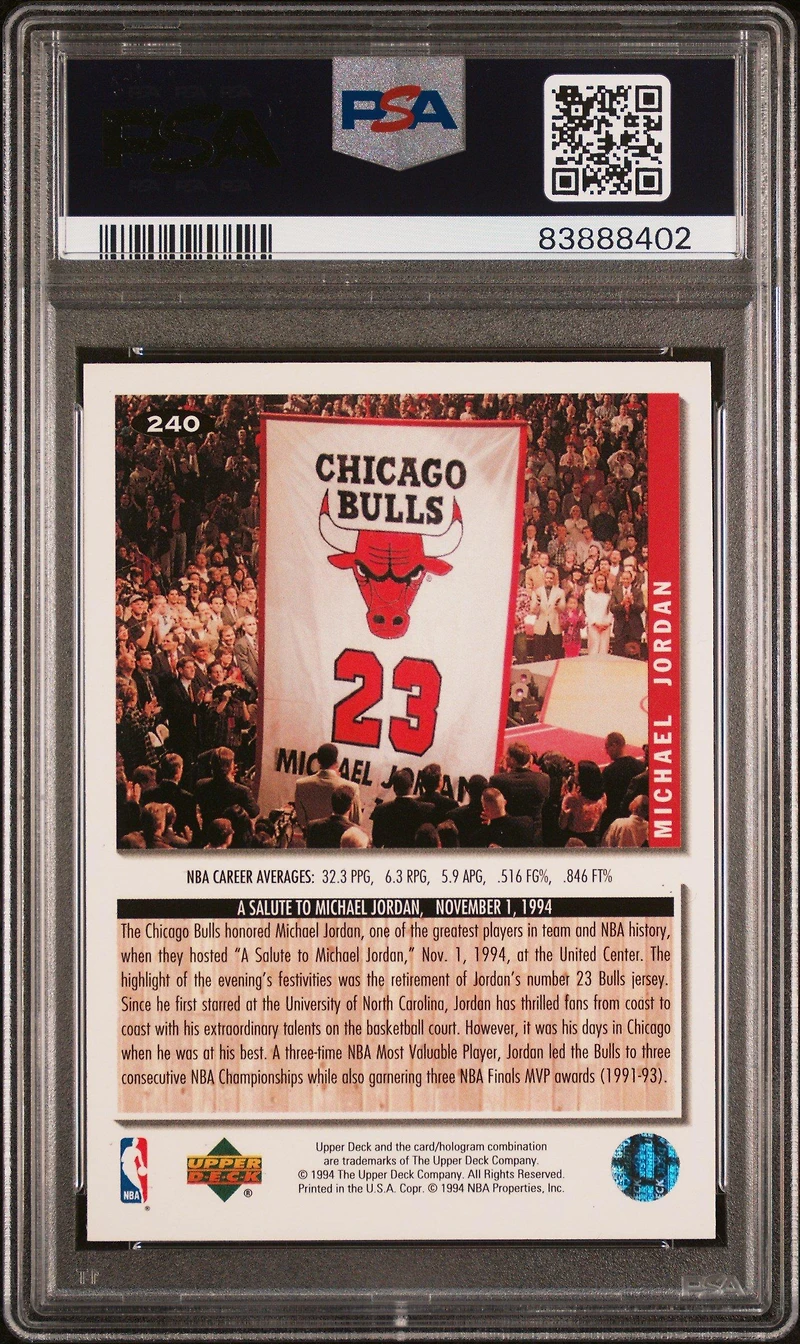 PSA
PSA
83888402
240
CHICAGO
BULLS
23
MICHAEL JORDAN
MICHAEL JORDAN
NBA CAREER AVERAGES: 32.3 PPG, 6.3 RPG, 5.9 APG, .516 FG%, .846 FT%
A SALUTE TO MICHAEL JORDAN, NOVEMBER 1, 1994
The Chicago Bulls honored Michael Jordan, one of the greatest players in team and NBA history,
when they hosted “A Salute to Michael Jordan,” Nov. 1, 1994, at the United Center. The
highlight of the evening’s festivities was the retirement of Jordan’s number 23 Bulls jersey.
Since he first starred at the University of North Carolina, Jordan has thrilled fans from coast to
coast with his extraordinary talents on the basketball court. However, it was his days in Chicago
when he was at his best. A three-time NBA Most Valuable Player, Jordan led the Bulls to three
consecutive NBA Championships while also garnering three NBA Finals MVP awards (1991-93).
NBA
®
UPPER
DECK
®
Upper Deck and the card/hologram combination
are trademarks of The Upper Deck Company.
© 1994 The Upper Deck Company. All Rights Reserved.
Printed in the U.S.A. Copr. © 1994 NBA Properties, Inc.
PSA